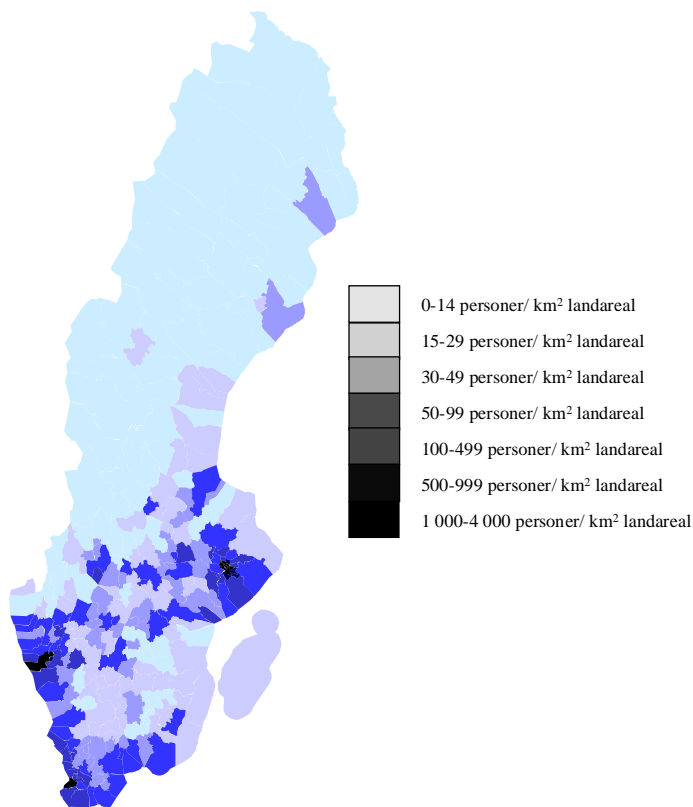 0-14 personer/ km² landareal
15-29 personer/ km² landareal
30-49 personer/ km² landareal
50-99 personer/ km² landareal
100-499 personer/ km² landareal
500-999 personer/ km² landareal
1 000-4 000 personer/ km² landareal